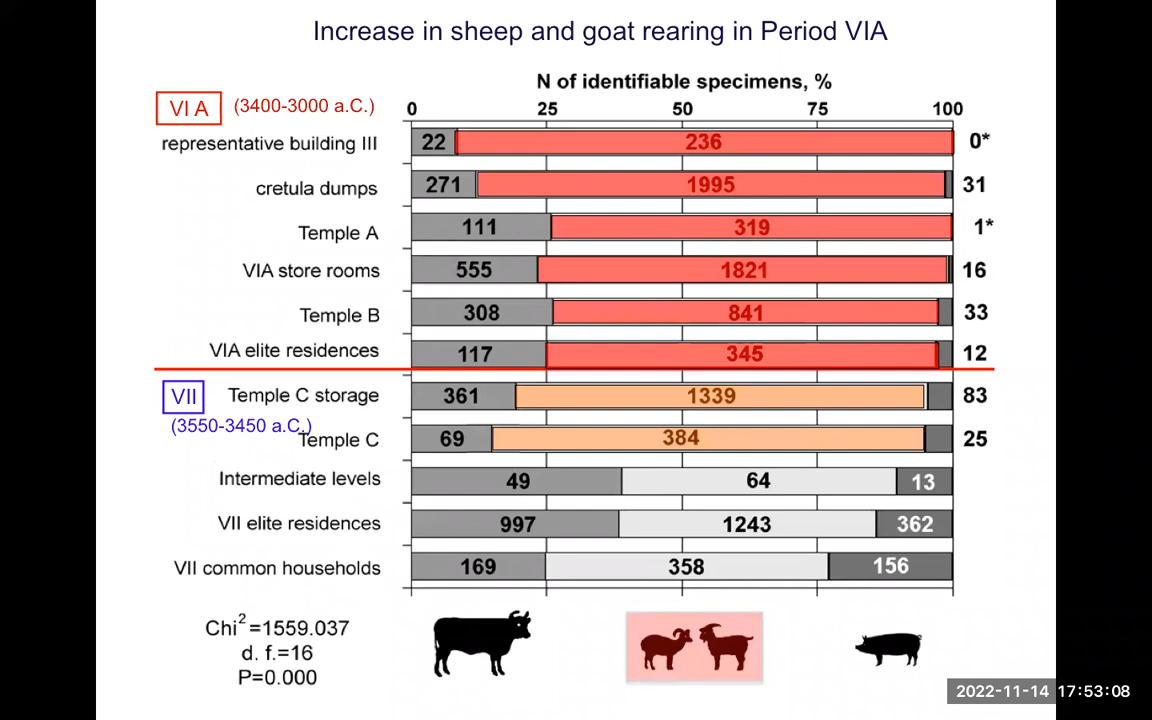 Increase in sheep and goat rearing in Period VIA
N of identifiable specimens, %
VI A (3400-3000 a.C.) 0 25 50 75 100
representative building III 22 236 0*
cretula dumps 271 1995 31
Temple A 111 319 1*
VIA store rooms 555 1821 16
Temple B 308 841 33
VIA elite residences 117 345 12
VII Temple C storage 361 1339 83
(3550-3450 a.C.)
Temple C 69 384 25
Intermediate levels 49 64 13
VII elite residences 997 1243 362
VII common households 169 358 156
Chi²=1559.037
d. f.=16
P=0.000
2022-11-14 17:53:08